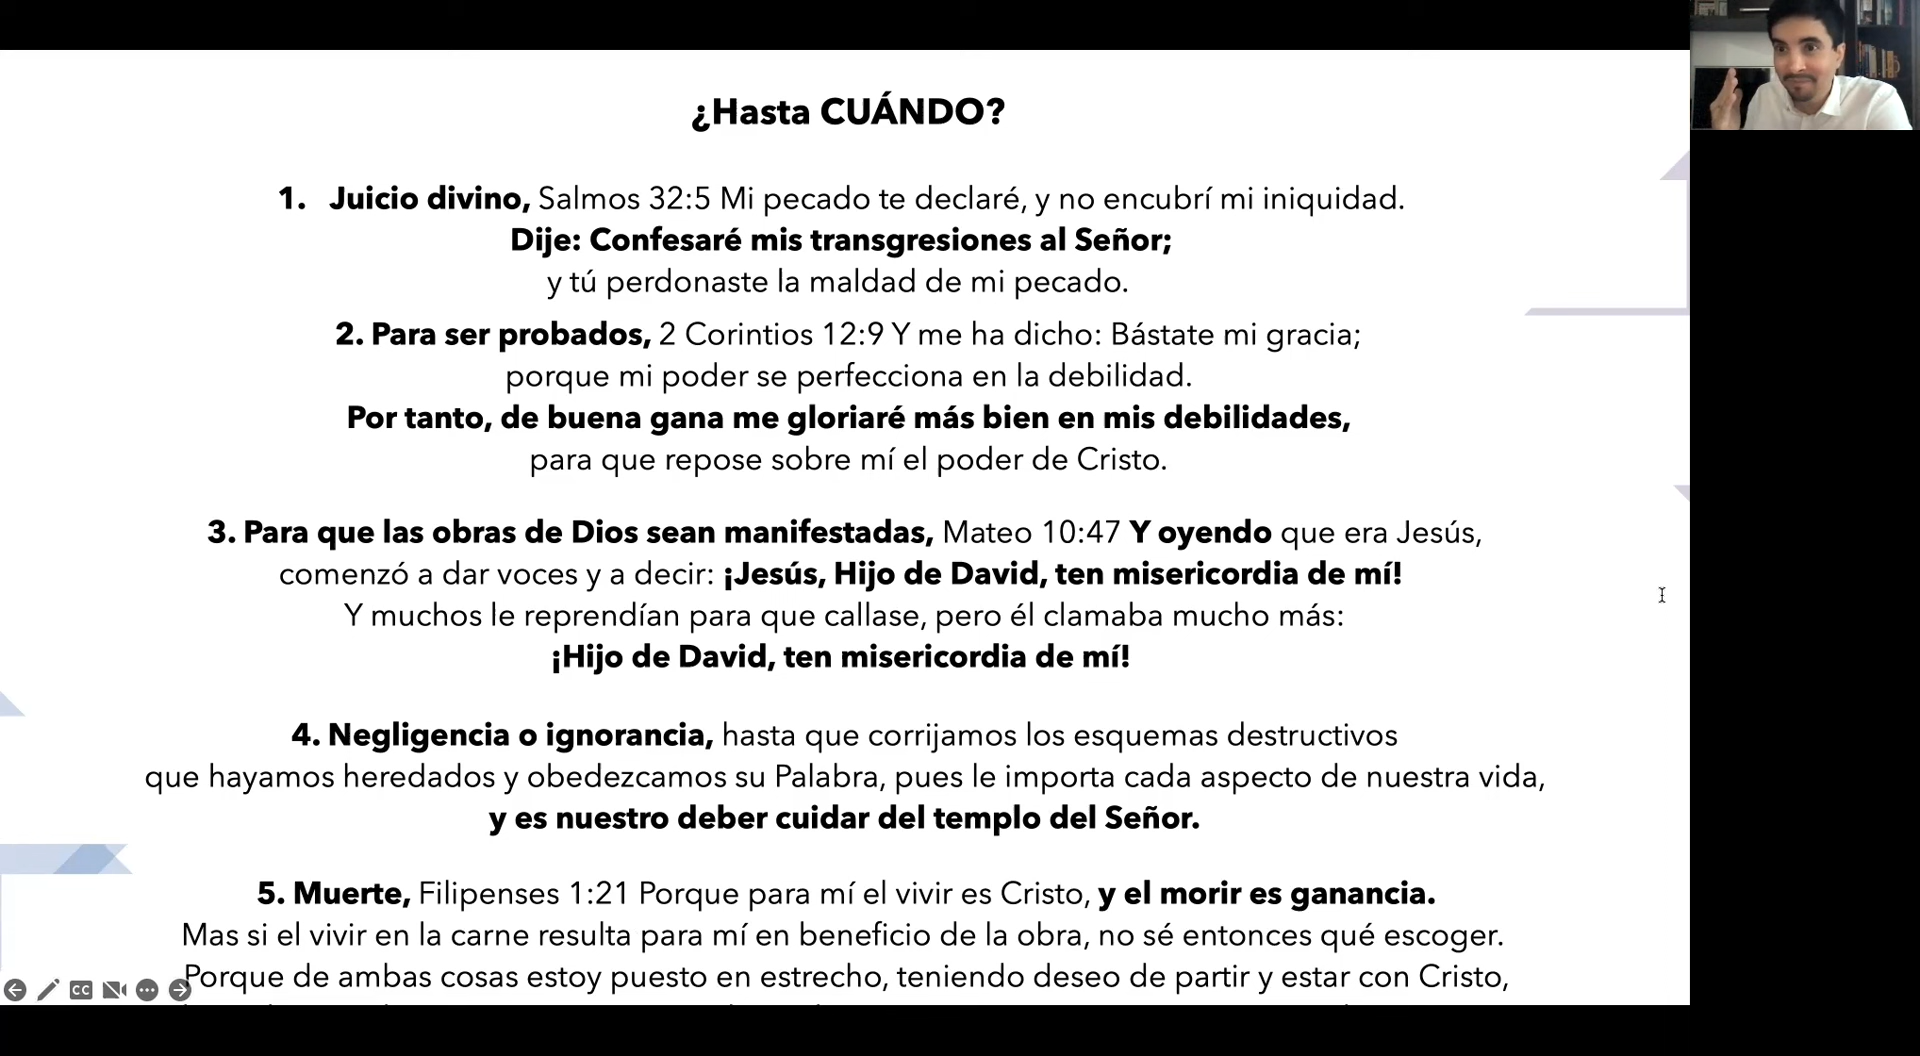 ¿Hasta CUÁNDO?
1. Juicio divino, Salmos 32:5 Mi pecado te declaré, y no encubrí mi iniquidad.
Dije: Confesaré mis transgresiones al Señor;
y tú perdonaste la maldad de mi pecado.
2. Para ser probados, 2 Corintios 12:9 Y me ha dicho: Bástate mi gracia;
porque mi poder se perfecciona en la debilidad.
Por tanto, de buena gana me gloriaré más bien en mis debilidades,
para que repose sobre mí el poder de Cristo.
3. Para que las obras de Dios sean manifestadas, Mateo 10:47 Y oyendo que era Jesús,
comenzó a dar voces y a decir: ¡Jesús, Hijo de David, ten misericordia de mí!
Y muchos le reprendían para que callase, pero él clamaba mucho más:
¡Hijo de David, ten misericordia de mí!
4. Negligencia o ignorancia, hasta que corrijamos los esquemas destructivos
que hayamos heredados y obedezcamos su Palabra, pues le importa cada aspecto de nuestra vida,
y es nuestro deber cuidar del templo del Señor.
5. Muerte, Filipenses 1:21 Porque para mí el vivir es Cristo, y el morir es ganancia.
Mas si el vivir en la carne resulta para mí en beneficio de la obra, no sé entonces qué escoger.
Porque de ambas cosas estoy puesto en estrecho, teniendo deseo de partir y estar con Cristo,
CC